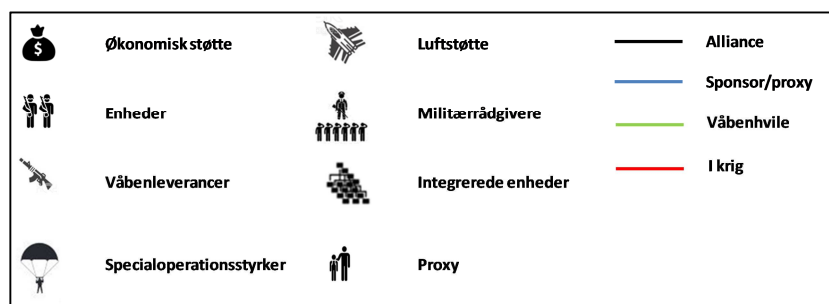 $
Økonomisk støtte
Luftstøtte
Alliance
Sponsor/proxy
Enheder
Militærrådgivere
Våbenhvile
Våbenleverancer
Integrerede enheder
I krig
Specialoperationsstyrker
Proxy